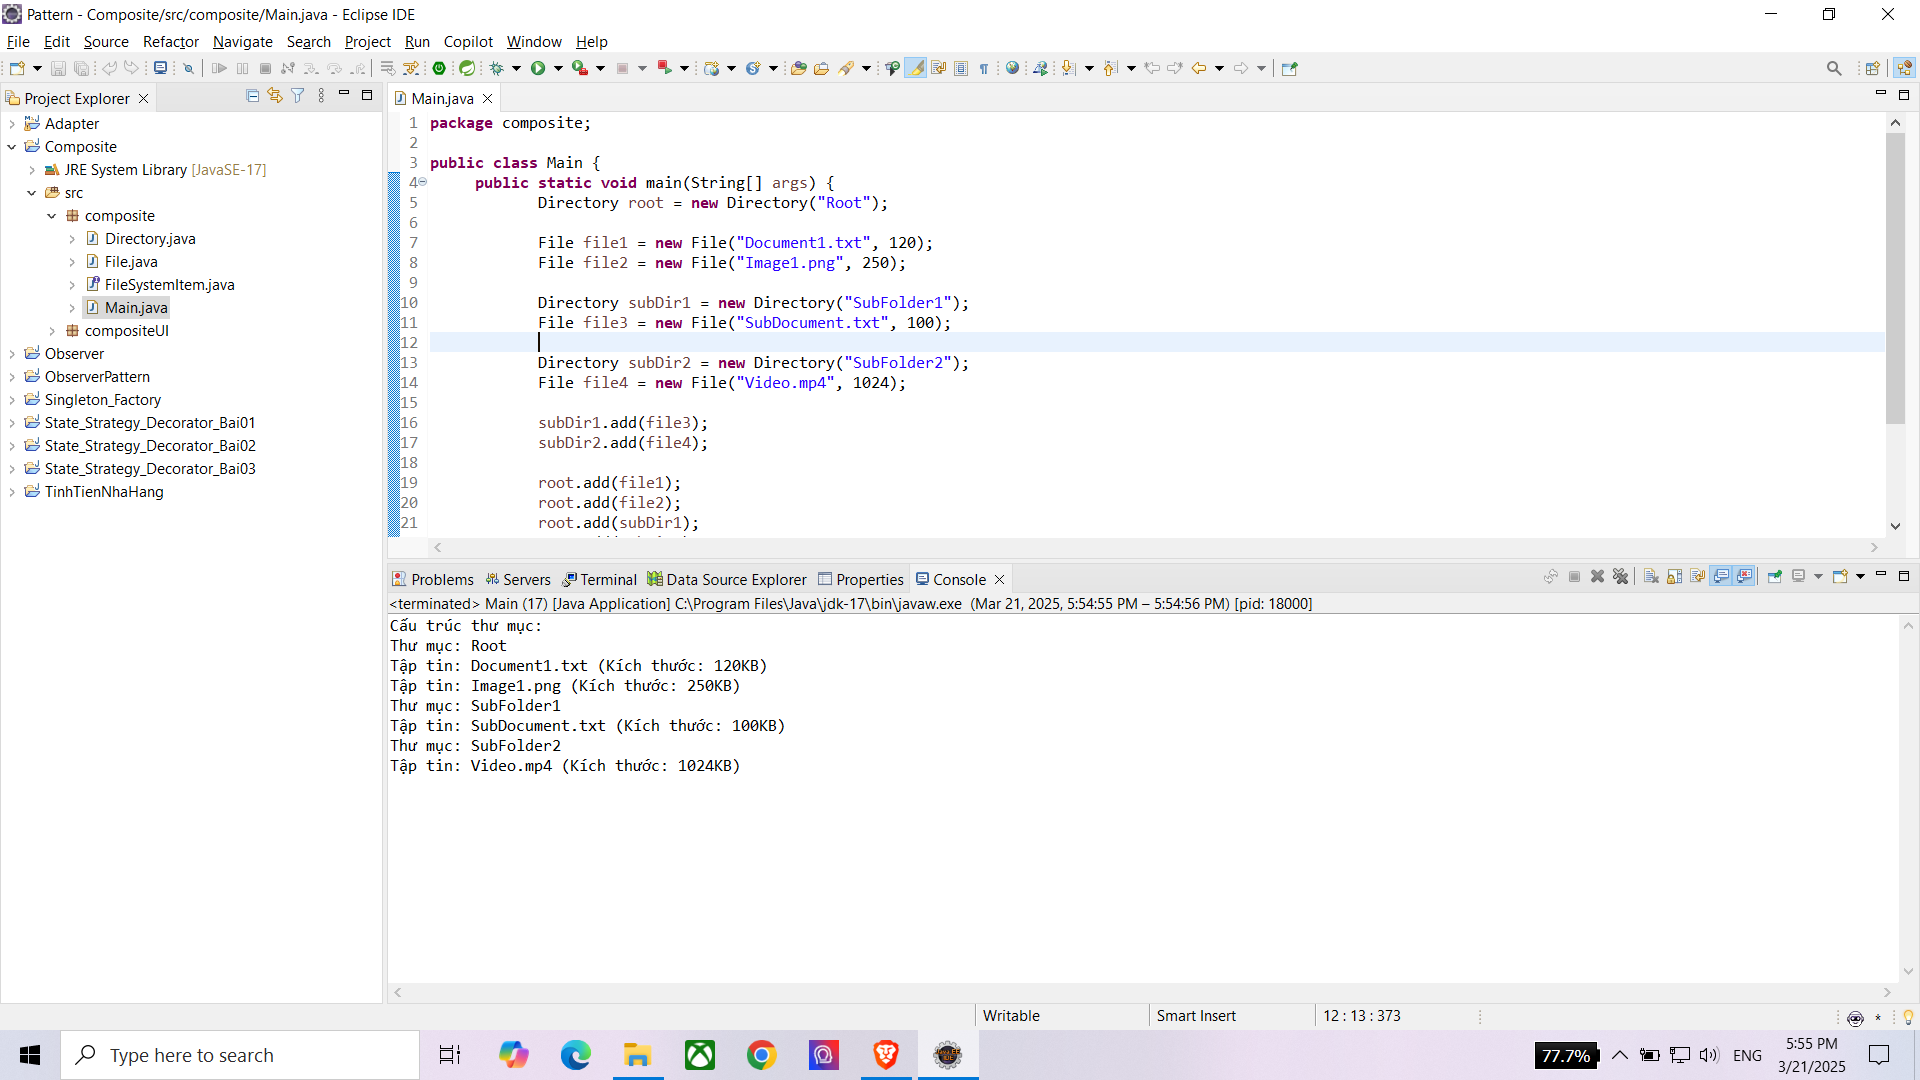 Pattern - Composite/src/composite/Main.java - Eclipse IDE
File Edit Source Refactor Navigate Search Project Run Copilot Window Help
Project Explorer
Adapter
Composite
JRE System Library [JavaSE-17]
src
composite
Directory.java
File.java
FileSystemItem.java
Main.java
compositeUI
Observer
ObserverPattern
Singleton_Factory
State_Strategy_Decorator_Bai01
State_Strategy_Decorator_Bai02
State_Strategy_Decorator_Bai03
TinhTienNhaHang
Main.java
1 package composite;
2
3 public class Main {
4 public static void main(String[] args) {
5 Directory root = new Directory("Root");
6
7 File file1 = new File("Document1.txt", 120);
8 File file2 = new File("Image1.png", 250);
9
10 Directory subDir1 = new Directory("SubFolder1");
11 File file3 = new File("SubDocument.txt", 100);
12
13 Directory subDir2 = new Directory("SubFolder2");
14 File file4 = new File("Video.mp4", 1024);
15
16 subDir1.add(file3);
17 subDir2.add(file4);
18
19 root.add(file1);
20 root.add(file2);
21 root.add(subDir1);
Problems Servers Terminal Data Source Explorer Properties Console
<terminated> Main (17) [Java Application] C:\Program Files\Java\jdk-17\bin\javaw.exe (Mar 21, 2025, 5:54:55 PM – 5:54:56 PM) [pid: 18000]
Cấu trúc thư mục:
Thư mục: Root
Tập tin: Document1.txt (Kích thước: 120KB)
Tập tin: Image1.png (Kích thước: 250KB)
Thư mục: SubFolder1
Tập tin: SubDocument.txt (Kích thước: 100KB)
Thư mục: SubFolder2
Tập tin: Video.mp4 (Kích thước: 1024KB)
Writable Smart Insert 12 : 13 : 373
Type here to search
77.7% ENG
5:55 PM
3/21/2025